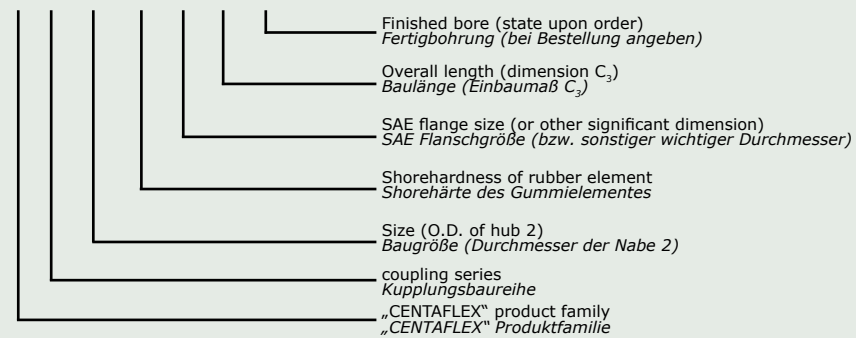 Finished bore (state upon order)
Fertigbohrung (bei Bestellung angeben)
Overall length (dimension C₃)
Baulänge (Einbaumaß C₃)
SAE flange size (or other significant dimension)
SAE Flanschgröße (bzw. sonstiger wichtiger Durchmesser)
Shorehardness of rubber element
Shorehärte des Gummielementes
Size (O.D. of hub 2)
Baugröße (Durchmesser der Nabe 2)
coupling series
Kupplungsbaureihe
„CENTAFLEX“ product family
„CENTAFLEX“ Produktfamilie